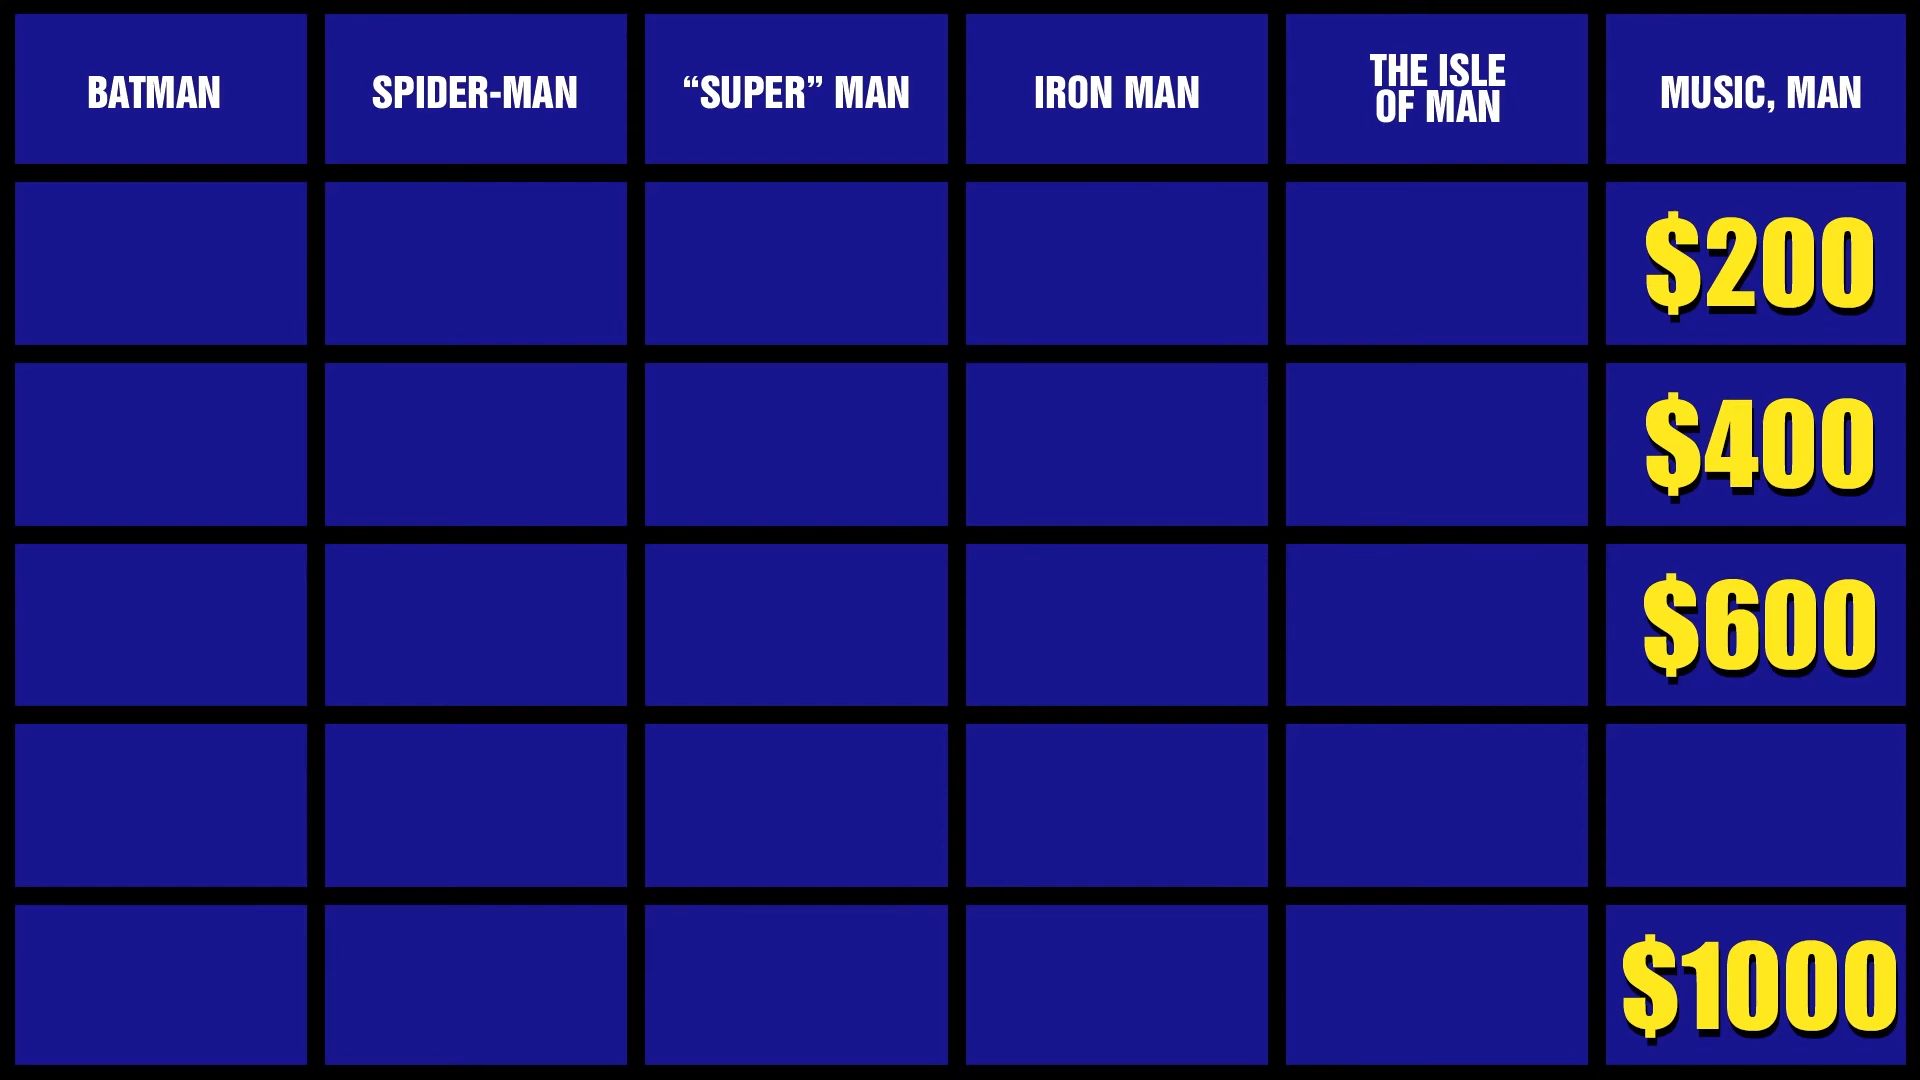 BATMAN
SPIDER-MAN
“SUPER” MAN
IRON MAN
THE ISLE
OF MAN
MUSIC, MAN
$200
$400
$600
$1000